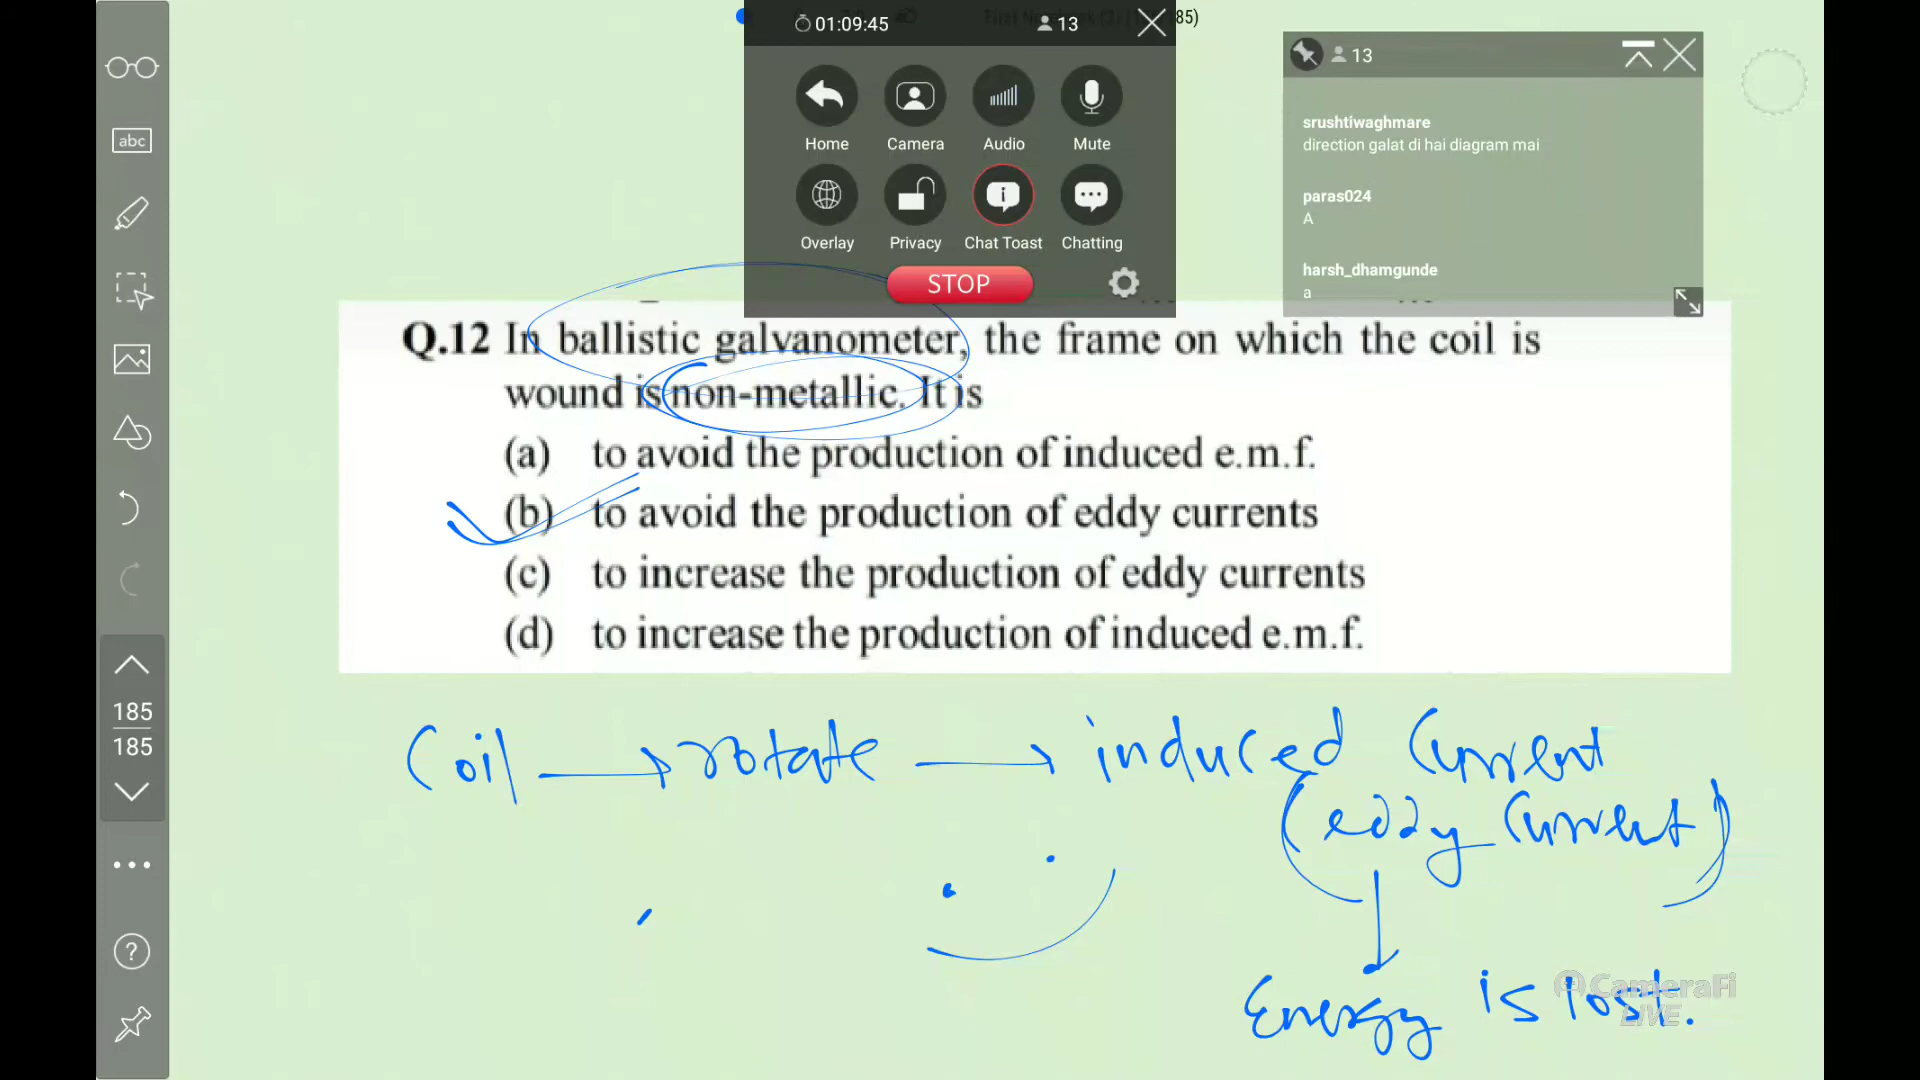 01:09:45
13
85)
13
Home
Camera
Audio
Mute
Overlay
Privacy
Chat Toast
Chatting
STOP
srushtiwaghmare
direction galat di hai diagram mai
paras024
A
harsh_dhamgunde
a
abc
Q.12 In ballistic galvanometer, the frame on which the coil is
wound is non-metallic. It is
(a) to avoid the production of induced e.m.f.
(b) to avoid the production of eddy currents
(c) to increase the production of eddy currents
(d) to increase the production of induced e.m.f.
185
185
Coil → rotate → induced Current
(eddy Current)
Energy is lost.
CameraFi
LIVE